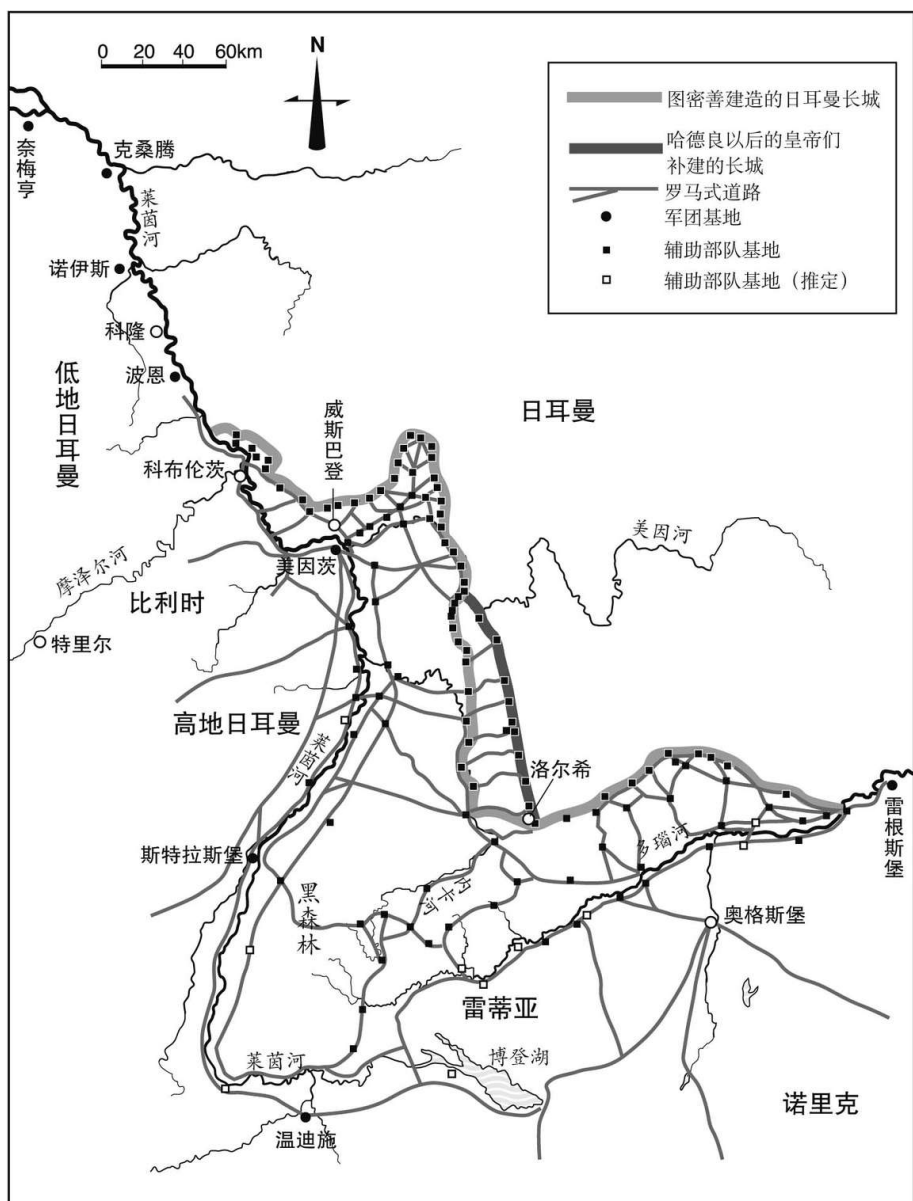 0 20 40 60km
N
图密善建造的日耳曼长城
哈德良以后的皇帝们
补建的长城
罗马式道路
军团基地
辅助部队基地
辅助部队基地（推定）
奈梅亨
克桑腾
莱茵河
诺伊斯
科隆
波恩
低地日耳曼
威斯巴登
日耳曼
科布伦茨
美因河
摩泽尔河
美因茨
比利时
特里尔
高地日耳曼
莱茵河
洛尔希
雷根斯堡
多瑙河
斯特拉斯堡
内卡河
黑森林
奥格斯堡
雷蒂亚
莱茵河
博登湖
诺里克
温迪施